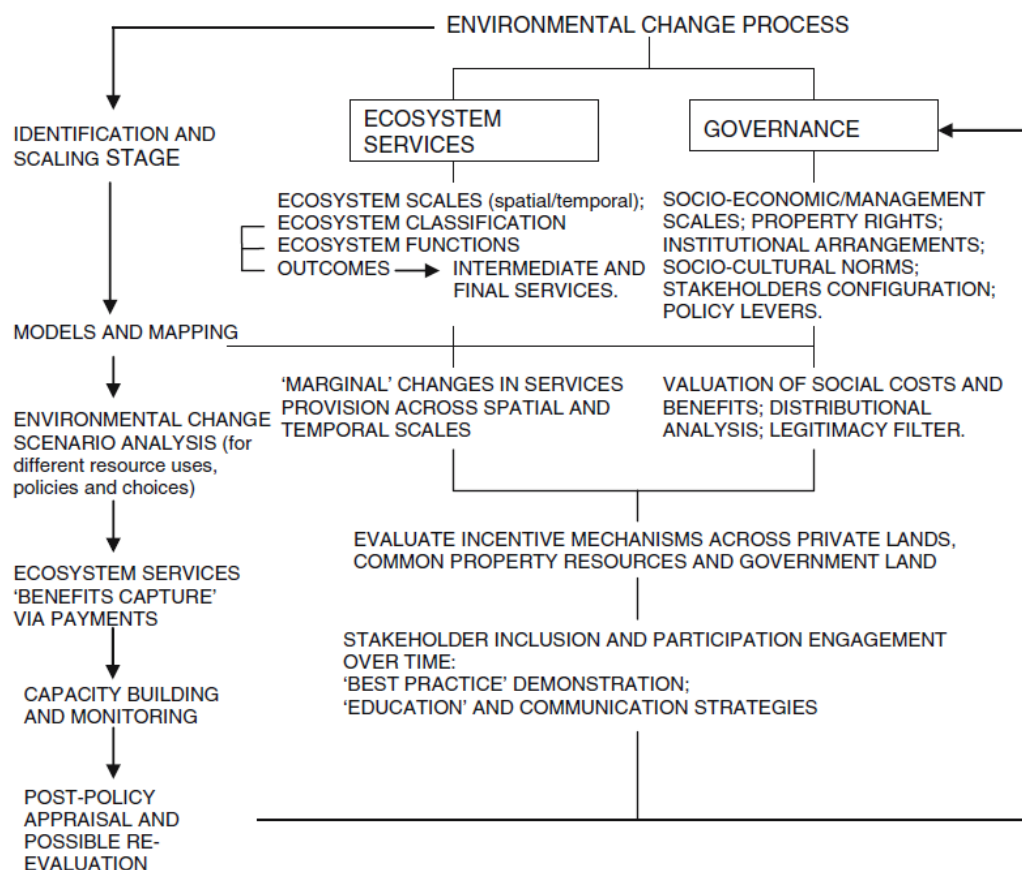 ENVIRONMENTAL CHANGE PROCESS
IDENTIFICATION AND
SCALING STAGE
MODELS AND MAPPING
ENVIRONMENTAL CHANGE
SCENARIO ANALYSIS (for
different resource uses,
policies and choices)
ECOSYSTEM SERVICES
‘BENEFITS CAPTURE’
VIA PAYMENTS
CAPACITY BUILDING
AND MONITORING
POST-POLICY
APPRAISAL AND
POSSIBLE RE-
EVALUATION
ECOSYSTEM
SERVICES
ECOSYSTEM SCALES (spatial/temporal);
ECOSYSTEM CLASSIFICATION
ECOSYSTEM FUNCTIONS
OUTCOMES
INTERMEDIATE AND
FINAL SERVICES.
GOVERNANCE
SOCIO-ECONOMIC/MANAGEMENT
SCALES; PROPERTY RIGHTS;
INSTITUTIONAL ARRANGEMENTS;
SOCIO-CULTURAL NORMS;
STAKEHOLDERS CONFIGURATION;
POLICY LEVERS.
‘MARGINAL’ CHANGES IN SERVICES
PROVISION ACROSS SPATIAL AND
TEMPORAL SCALES
VALUATION OF SOCIAL COSTS AND
BENEFITS; DISTRIBUTIONAL
ANALYSIS; LEGITIMACY FILTER.
EVALUATE INCENTIVE MECHANISMS ACROSS PRIVATE LANDS,
COMMON PROPERTY RESOURCES AND GOVERNMENT LAND
STAKEHOLDER INCLUSION AND PARTICIPATION ENGAGEMENT
OVER TIME:
‘BEST PRACTICE’ DEMONSTRATION;
‘EDUCATION’ AND COMMUNICATION STRATEGIES